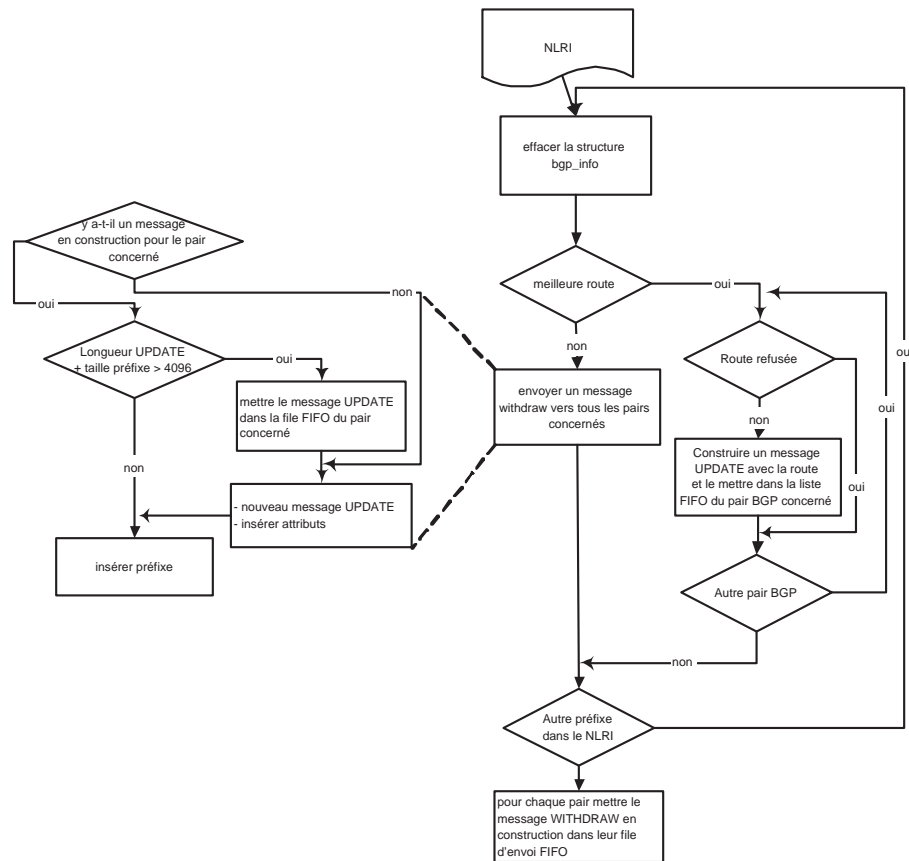 NLRI
effacer la structure
bgp_info
y a-t-il un message
en construction pour le pair
concerné
meilleure route
oui
non
oui
non
Longueur UPDATE
+ taille préfixe > 4096
oui
Route refusée
ou
mettre le message UPDATE
dans la file FIFO du pair
concerné
envoyer un message
withdraw vers tous les pairs
concernés
oui
non
Construire un message
UPDATE avec la route
et le mettre dans la liste
FIFO du pair BGP concerné
oui
non
- nouveau message UPDATE
- insérer attributs
insérer préfixe
Autre pair BGP
non
Autre préfixe
dans le NLRI
pour chaque pair mettre le
message WITHDRAW en
construction dans leur file
d'envoi FIFO